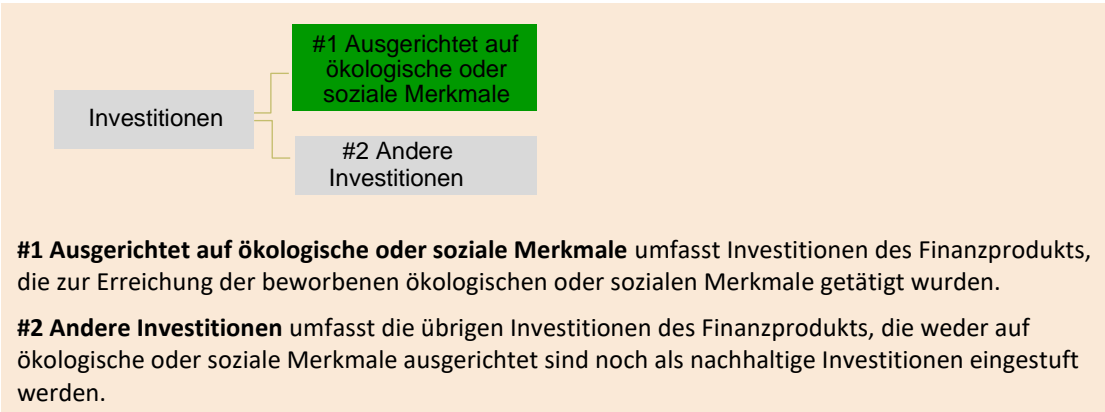 #1 Ausgerichtet auf
ökologische oder
soziale Merkmale
Investitionen
#2 Andere
Investitionen
#1 Ausgerichtet auf ökologische oder soziale Merkmale umfasst Investitionen des Finanzprodukts,
die zur Erreichung der beworbenen ökologischen oder sozialen Merkmale getätigt wurden.
#2 Andere Investitionen umfasst die übrigen Investitionen des Finanzprodukts, die weder auf
ökologische oder soziale Merkmale ausgerichtet sind noch als nachhaltige Investitionen eingestuft
werden.